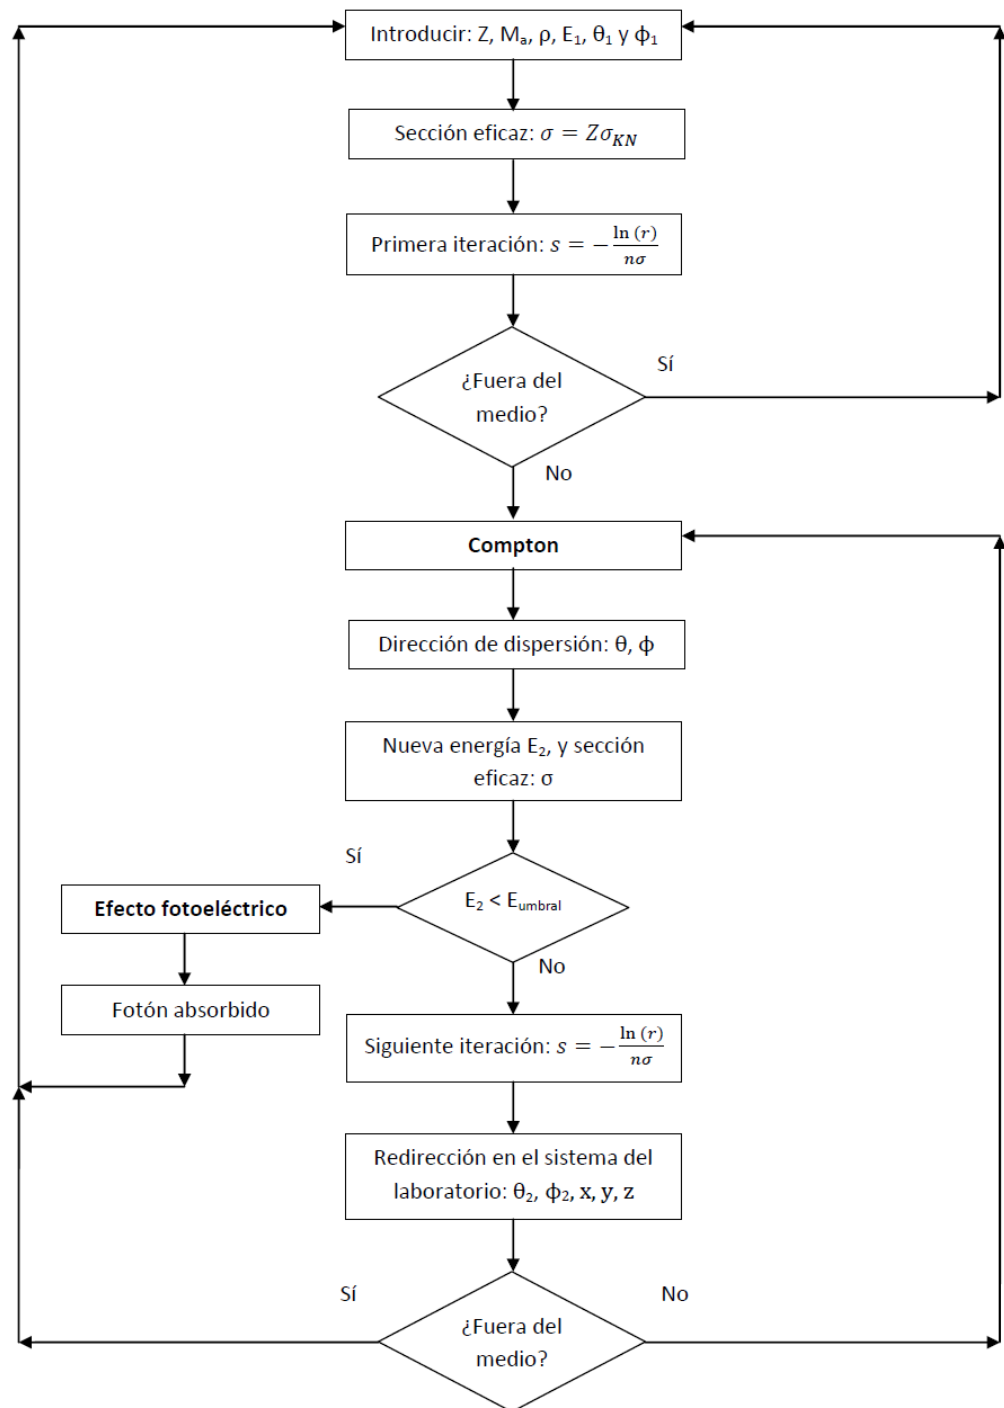 Introducir: Z, Mₐ, ρ, E₁, θ₁ y ϕ₁
Sección eficaz: σ = Zσ_KN
Primera iteración: s = −ln (r)/nσ
¿Fuera del
medio?
Sí
No
Compton
Dirección de dispersión: θ, ϕ
Nueva energía E₂, y sección
eficaz: σ
Sí
E₂ < E_umbral
Efecto fotoeléctrico
No
Fotón absorbido
Siguiente iteración: s = −ln (r)/nσ
Redirección en el sistema del
laboratorio: θ₂, ϕ₂, x, y, z
Sí
No
¿Fuera del
medio?